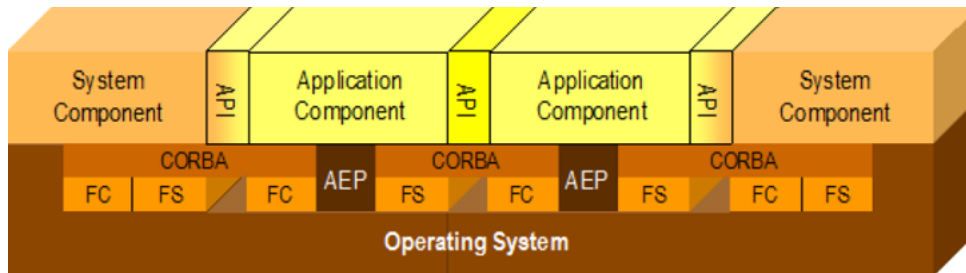 System
Component
API
Application
Component
API
Application
Component
API
System
Component
CORBA
AEP
CORBA
AEP
CORBA
FC
FS
FC
FS
FC
FS
FC
FS
Operating System